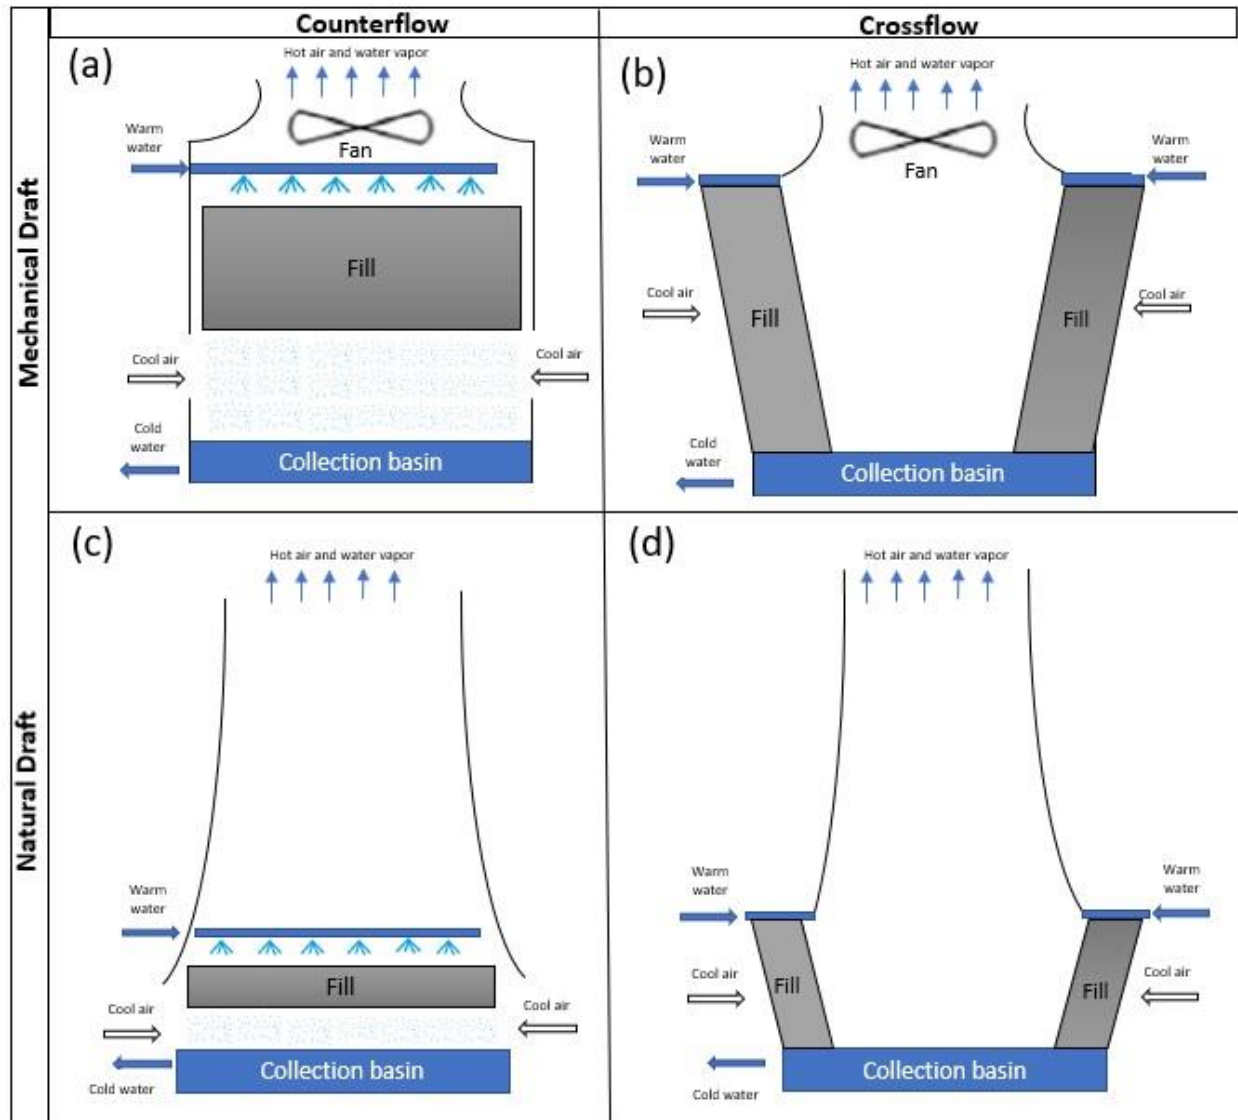 Counterflow
Crossflow
Mechanical Draft
(a)
Hot air and water vapor
Warm
water
Fan
Fill
Cool air
Cool air
Cold
water
Collection basin
(b)
Hot air and water vapor
Warm
water
Warm
water
Fan
Cool air
Cool air
Fill
Fill
Cold
water
Collection basin
Natural Draft
(c)
Hot air and water vapor
Warm
water
Fill
Cool air
Cool air
Collection basin
Cold water
(d)
Hot air and water vapor
Warm
water
Warm
water
Cool air
Cool air
Fill
Fill
Collection basin
Cold water